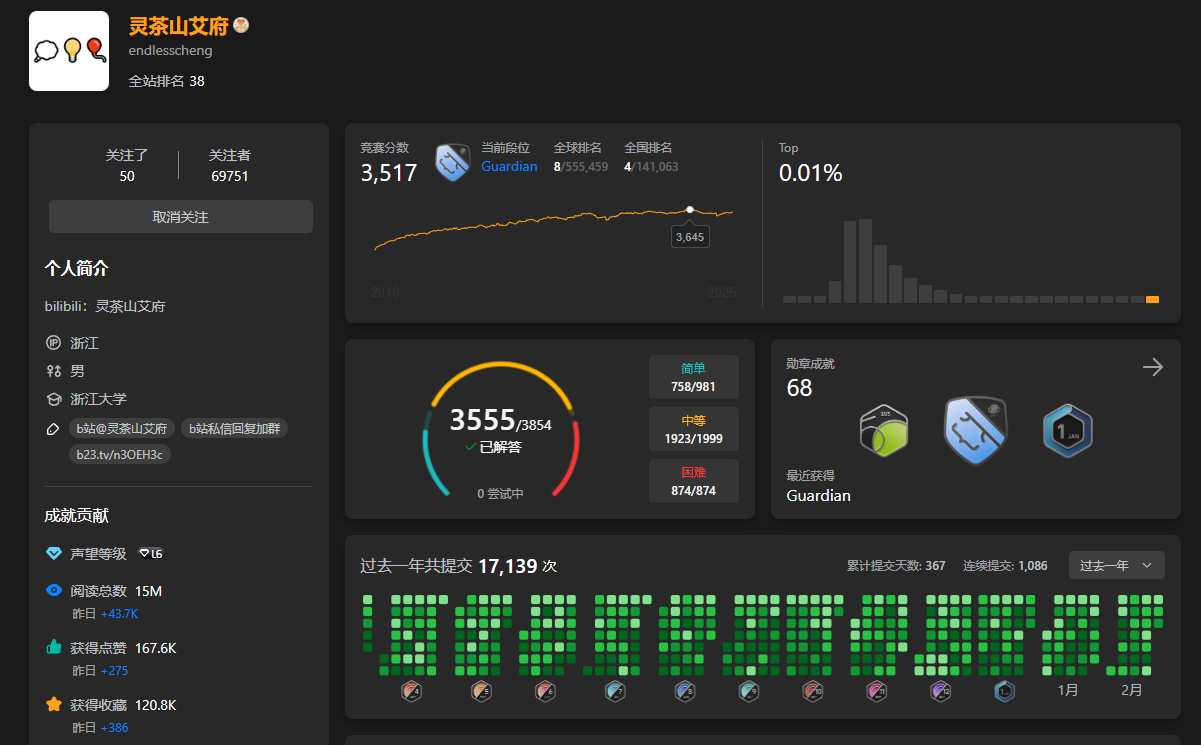 灵茶山艾府
endlesscheng
全站排名 38
关注了
50
关注者
69751
取消关注
个人简介
bilibili：灵茶山艾府
IP 浙江
男
浙江大学
b站@灵茶山艾府
b站私信回复加群
b23.tv/n3OEH3c
成就贡献
声望等级 L6
阅读总数 15M
昨日 +43.7K
获得点赞 167.6K
昨日 +275
获得收藏 120.8K
昨日 +386
竞赛分数
3,517
当前段位
Guardian
全球排名
8/555,459
全国排名
4/141,063
3,645
2019
2025
Top
0.01%
3555/3854
已解答
0 尝试中
简单
758/981
中等
1923/1999
困难
874/874
勋章成就
68
1
JAN
最近获得
Guardian
过去一年共提交 17,139 次
累计提交天数: 367
连续提交: 1,086
过去一年
4 5 6 7 8 9 10 11 12 1 1月 2月